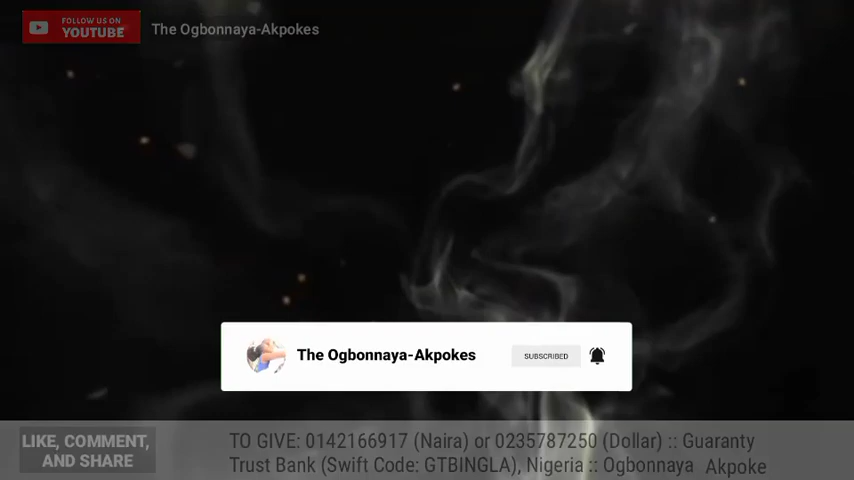 FOLLOW US ON
YOUTUBE
The Ogbonnaya-Akpokes
The Ogbonnaya-Akpokes
SUBSCRIBED
LIKE, COMMENT,
AND SHARE
TO GIVE: 0142166917 (Naira) or 0235787250 (Dollar) :: Guaranty
Trust Bank (Swift Code: GTBINGLA), Nigeria :: Ogbonnaya Akpoke